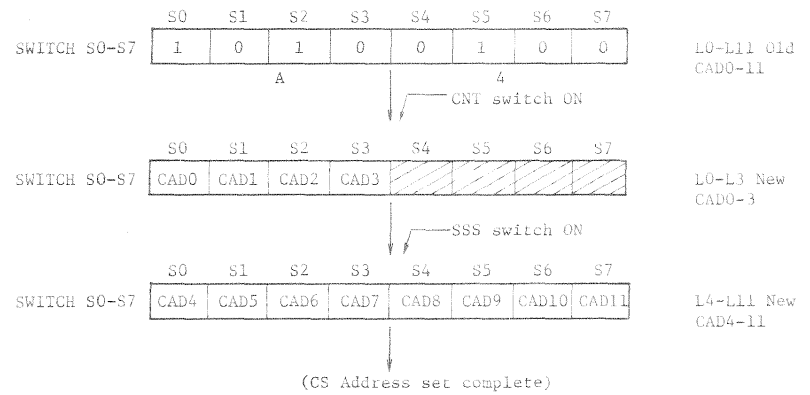 S0 S1 S2 S3 S4 S5 S6 S7
SWITCH S0-S7 1 0 1 0 0 1 0 0 L0-L11 Old
CAD0-11
A 4
CNT switch ON
S0 S1 S2 S3 S4 S5 S6 S7
SWITCH S0-S7 CAD0 CAD1 CAD2 CAD3 L0-L3 New
CAD0-3
SSS switch ON
S0 S1 S2 S3 S4 S5 S6 S7
SWITCH S0-S7 CAD4 CAD5 CAD6 CAD7 CAD8 CAD9 CAD10 CAD11 L4-L11 New
CAD4-11
(CS Address set complete)